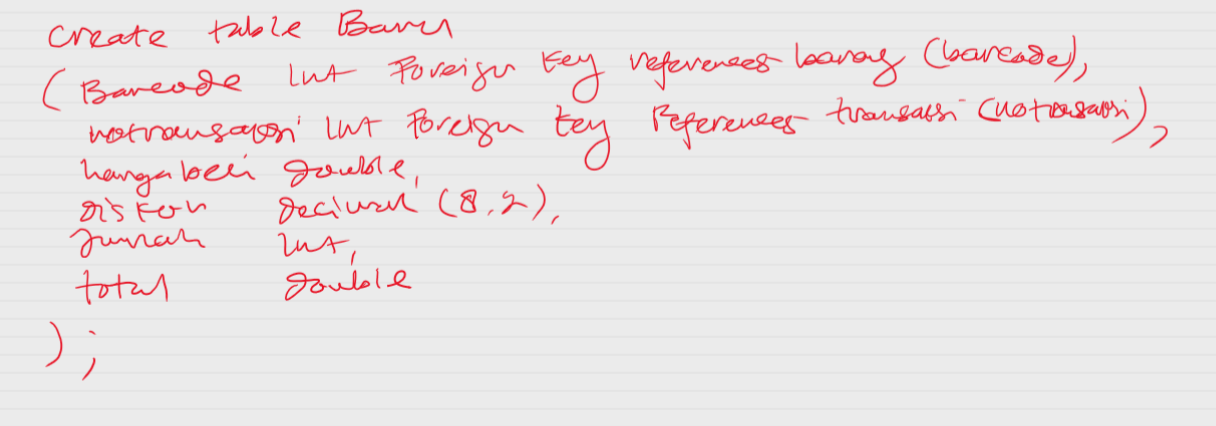 Create table Baru
(Barcode int Foreign key references barang (barcode),
notransaksi int Foreign key References transaksi (notransaksi),
hargabeli double,
diskon decimal (8,2),
Jumlah int,
total double
);